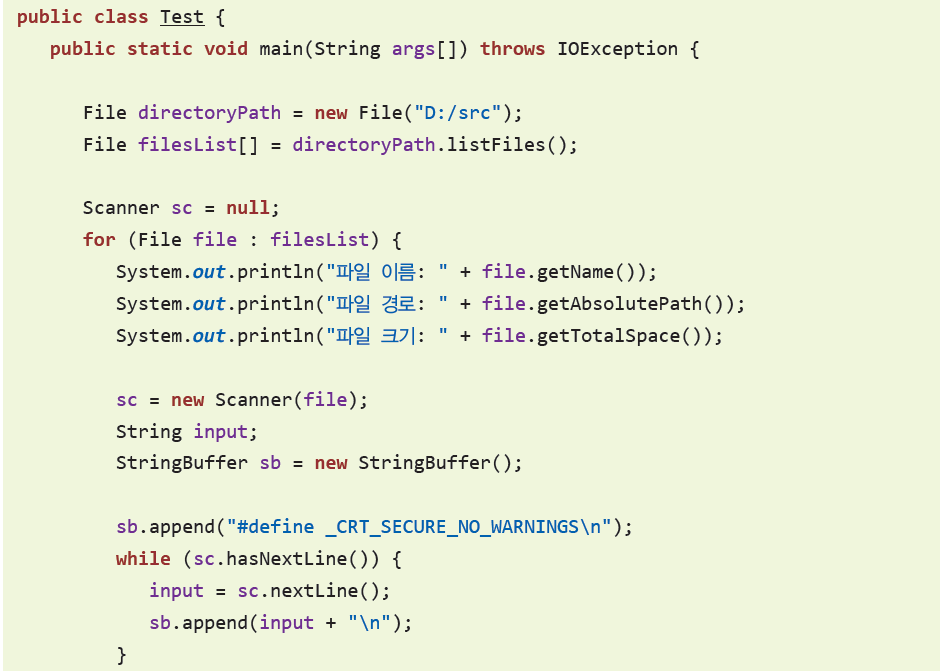 public class Test {
public static void main(String args[]) throws IOException {
File directoryPath = new File("D:/src");
File filesList[] = directoryPath.listFiles();
Scanner sc = null;
for (File file : filesList) {
System.out.println("파일 이름: " + file.getName());
System.out.println("파일 경로: " + file.getAbsolutePath());
System.out.println("파일 크기: " + file.getTotalSpace());
sc = new Scanner(file);
String input;
StringBuffer sb = new StringBuffer();
sb.append("#define _CRT_SECURE_NO_WARNINGS\n");
while (sc.hasNextLine()) {
input = sc.nextLine();
sb.append(input + "\n");
}